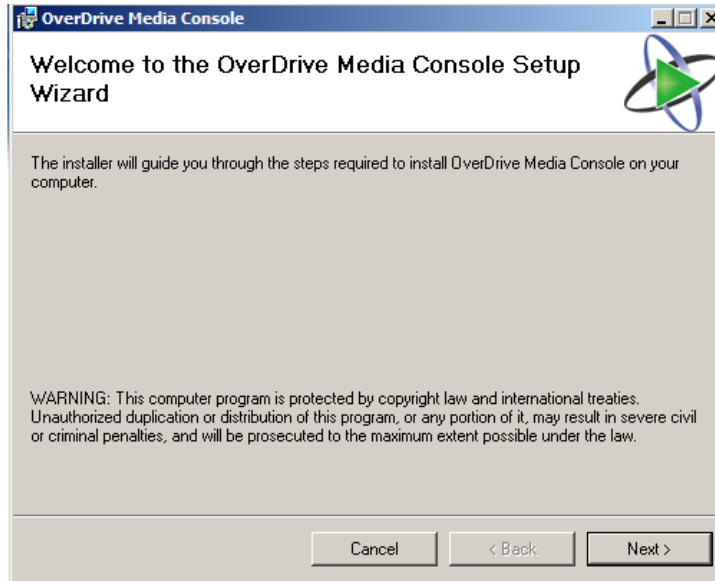 OverDrive Media Console
Welcome to the OverDrive Media Console Setup
Wizard
The installer will guide you through the steps required to install OverDrive Media Console on your
computer.
WARNING: This computer program is protected by copyright law and international treaties.
Unauthorized duplication or distribution of this program, or any portion of it, may result in severe civil
or criminal penalties, and will be prosecuted to the maximum extent possible under the law.
Cancel
< Back
Next >